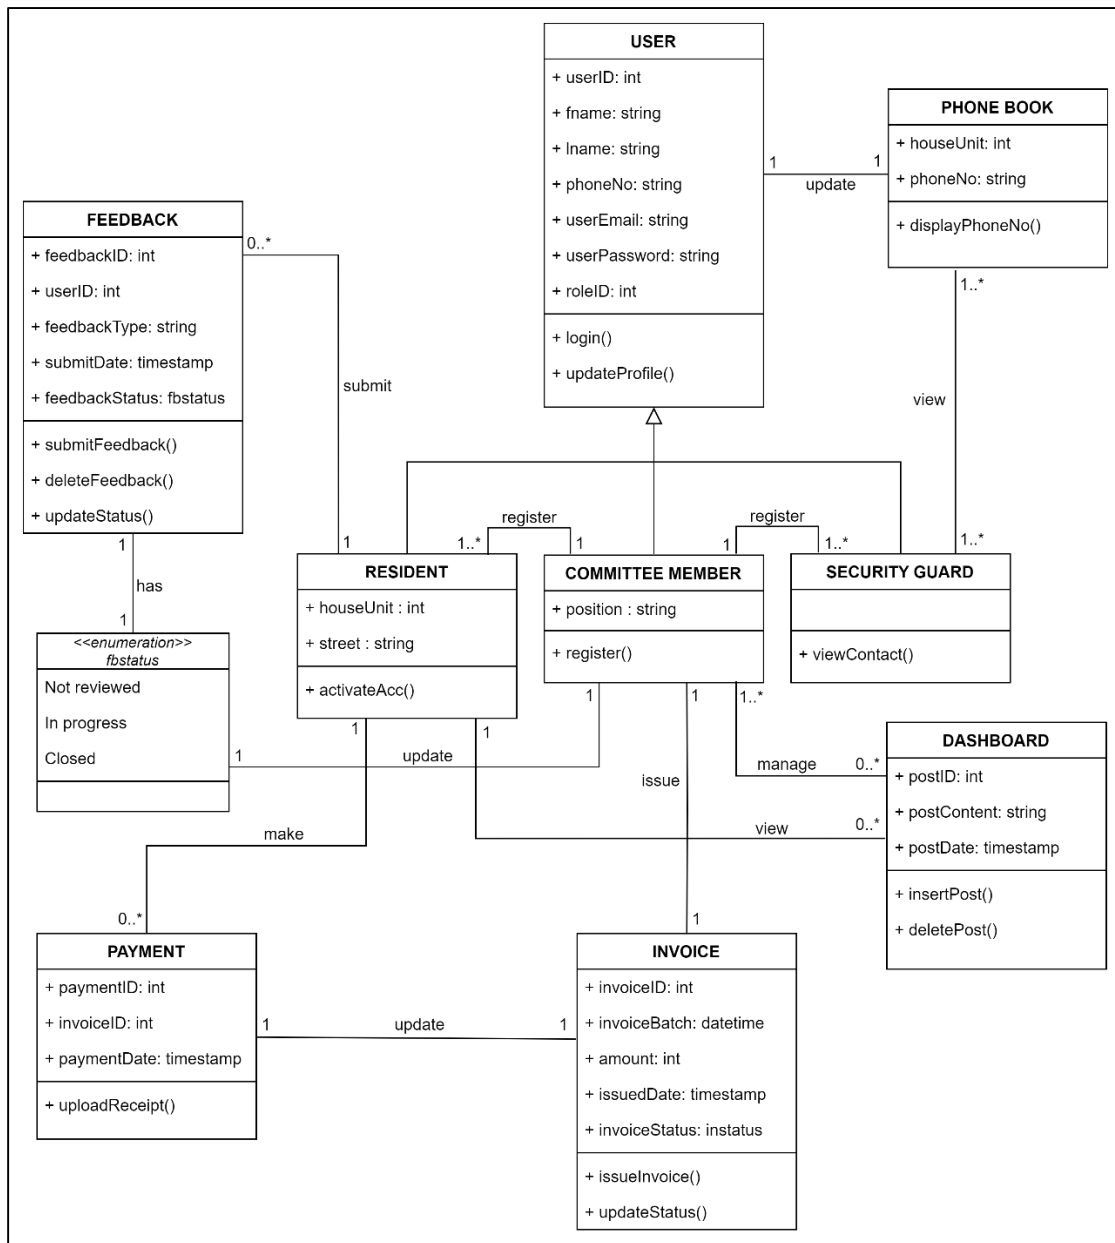 USER
+ userID: int
+ fname: string
+ lname: string
+ phoneNo: string
+ userEmail: string
+ userPassword: string
+ roleID: int
+ login()
+ updateProfile()
PHONE BOOK
+ houseUnit: int
+ phoneNo: string
+ displayPhoneNo()
1
1
update
FEEDBACK
+ feedbackID: int
+ userID: int
+ feedbackType: string
+ submitDate: timestamp
+ feedbackStatus: fbstatus
+ submitFeedback()
+ deleteFeedback()
+ updateStatus()
0..*
submit
1
1..*
view
1..*
1
has
1
<<enumeration>>
fbstatus
Not reviewed
In progress
Closed
register
1..*
1
register
1
1..*
RESIDENT
+ houseUnit : int
+ street : string
+ activateAcc()
COMMITTEE MEMBER
+ position : string
+ register()
SECURITY GUARD
+ viewContact()
1
1
1
1
1..*
1
update
issue
manage
0..*
make
view
0..*
DASHBOARD
+ postID: int
+ postContent: string
+ postDate: timestamp
+ insertPost()
+ deletePost()
0..*
1
PAYMENT
+ paymentID: int
+ invoiceID: int
+ paymentDate: timestamp
+ uploadReceipt()
1
update
1
INVOICE
+ invoiceID: int
+ invoiceBatch: datetime
+ amount: int
+ issuedDate: timestamp
+ invoiceStatus: instatus
+ issueInvoice()
+ updateStatus()